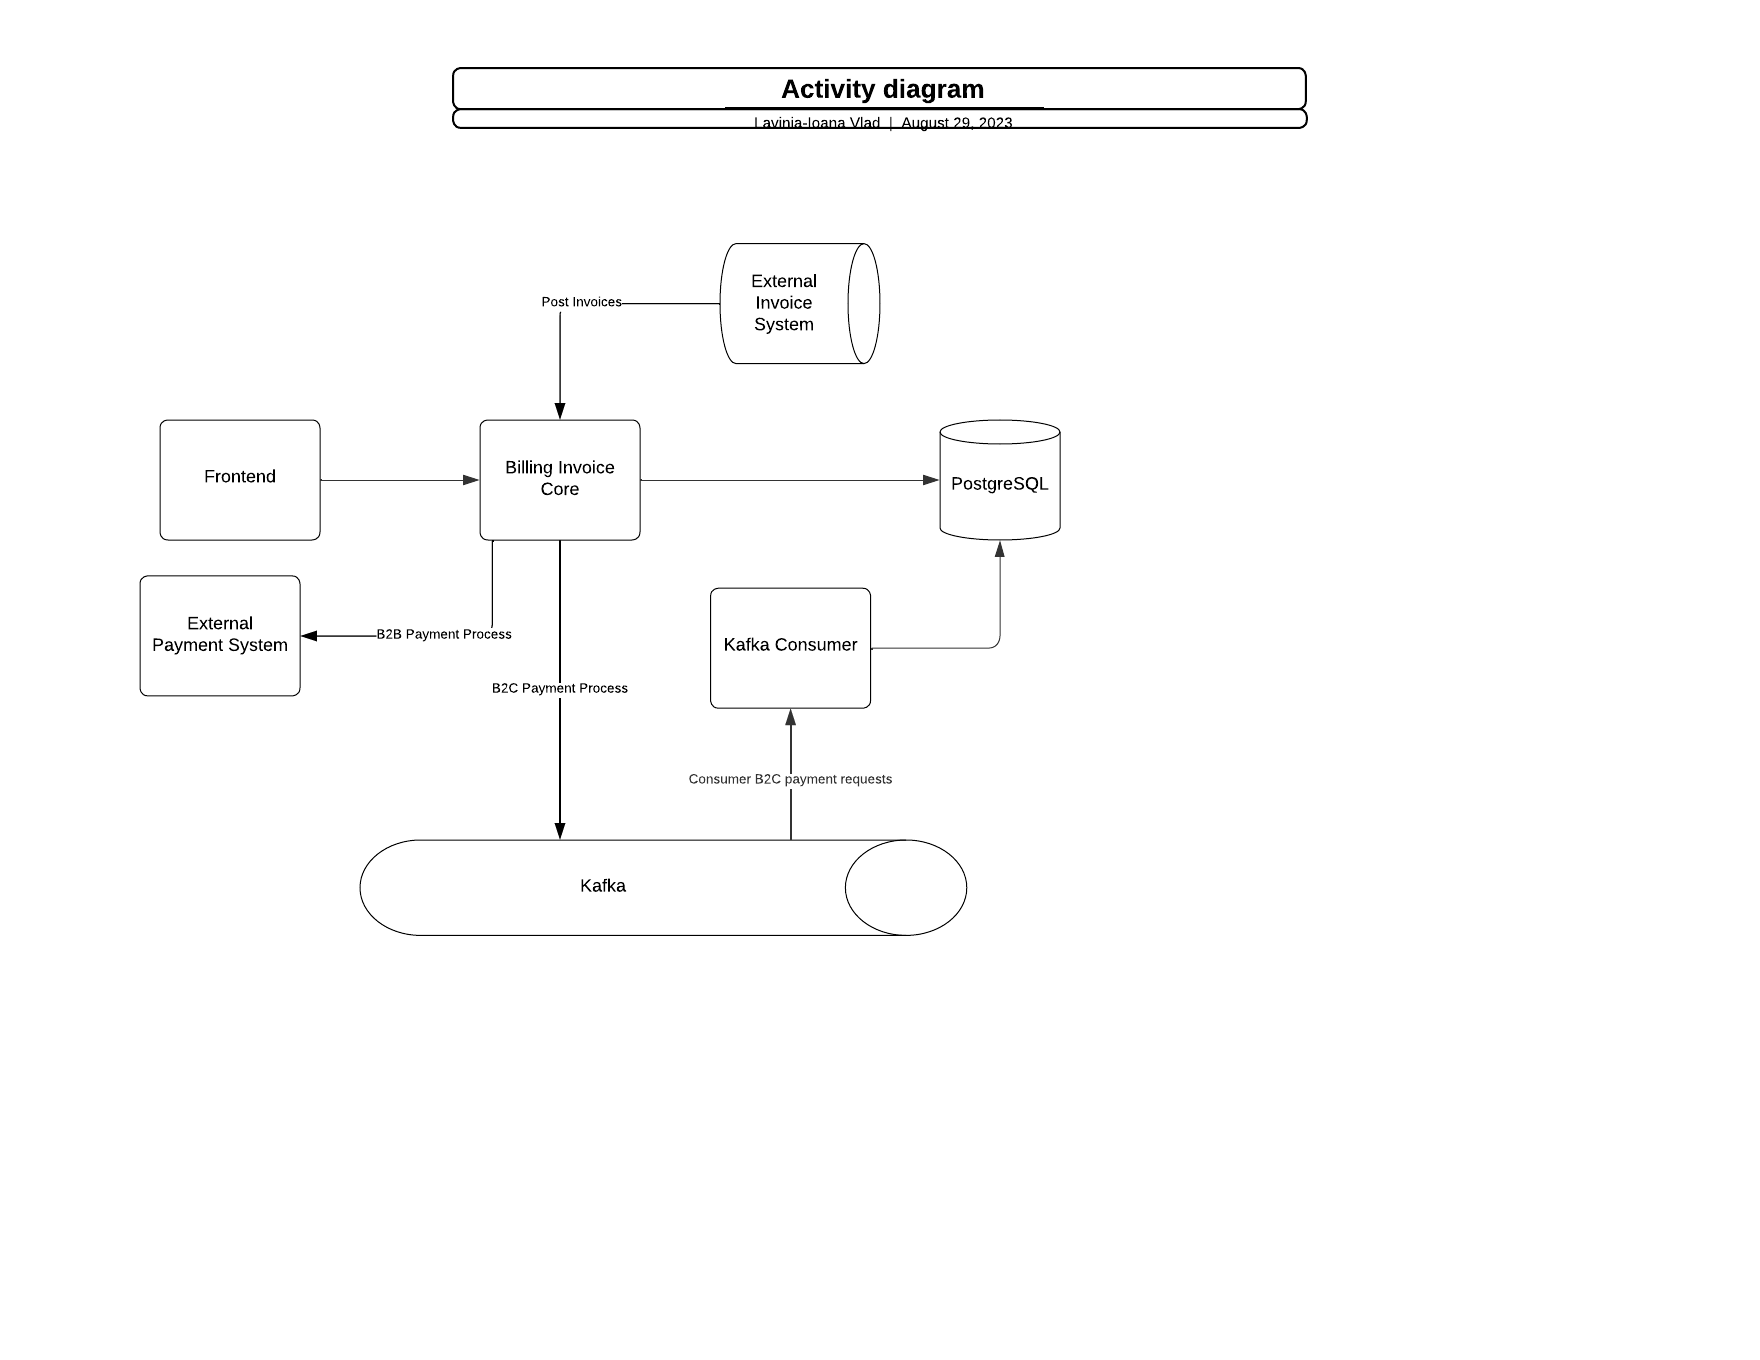 Activity diagram
Lavinia-Ioana Vlad | August 29, 2023
External
Invoice
System
Post Invoices
Frontend
Billing Invoice
Core
PostgreSQL
External
Payment System
B2B Payment Process
Kafka Consumer
B2C Payment Process
Consumer B2C payment requests
Kafka